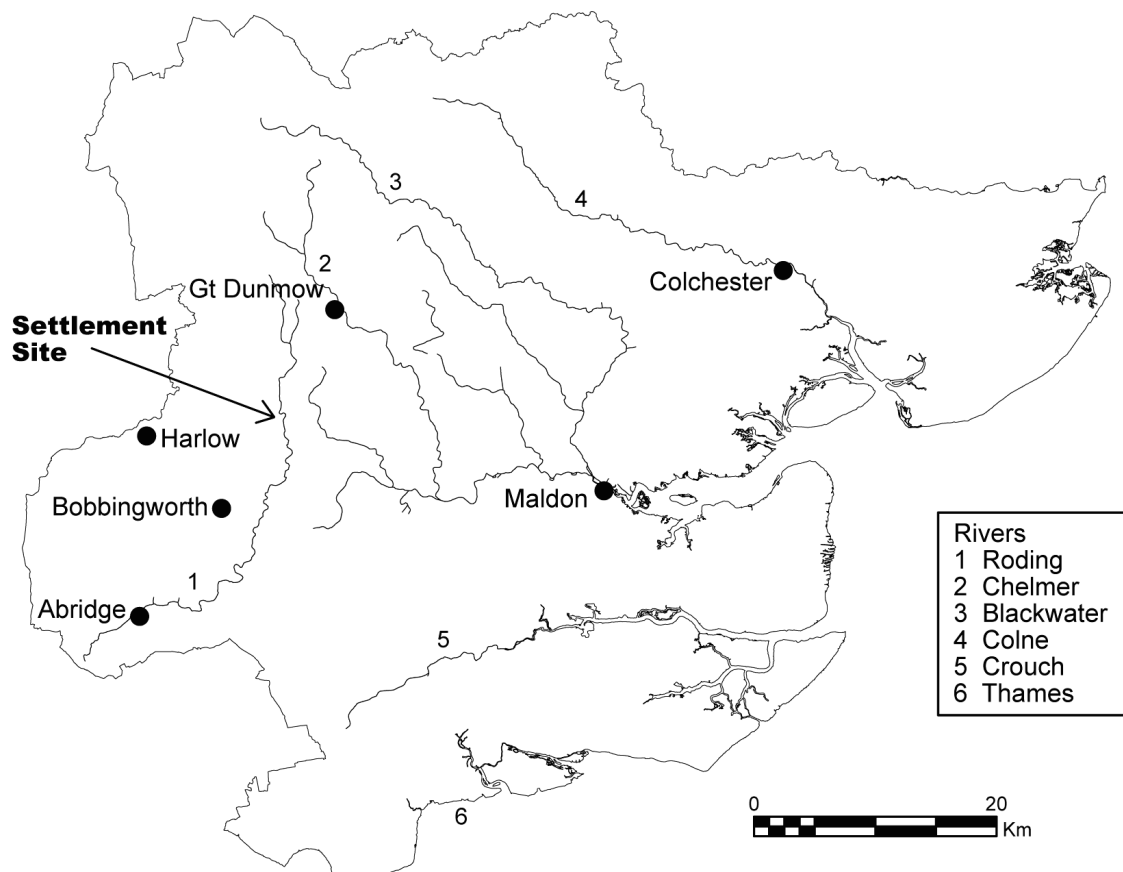 3
4
2
Colchester
Gt Dunmow
Settlement
Site
Harlow
Bobbingworth
Maldon
1
Abridge
5
6
Rivers
1 Roding
2 Chelmer
3 Blackwater
4 Colne
5 Crouch
6 Thames
0 20
Km